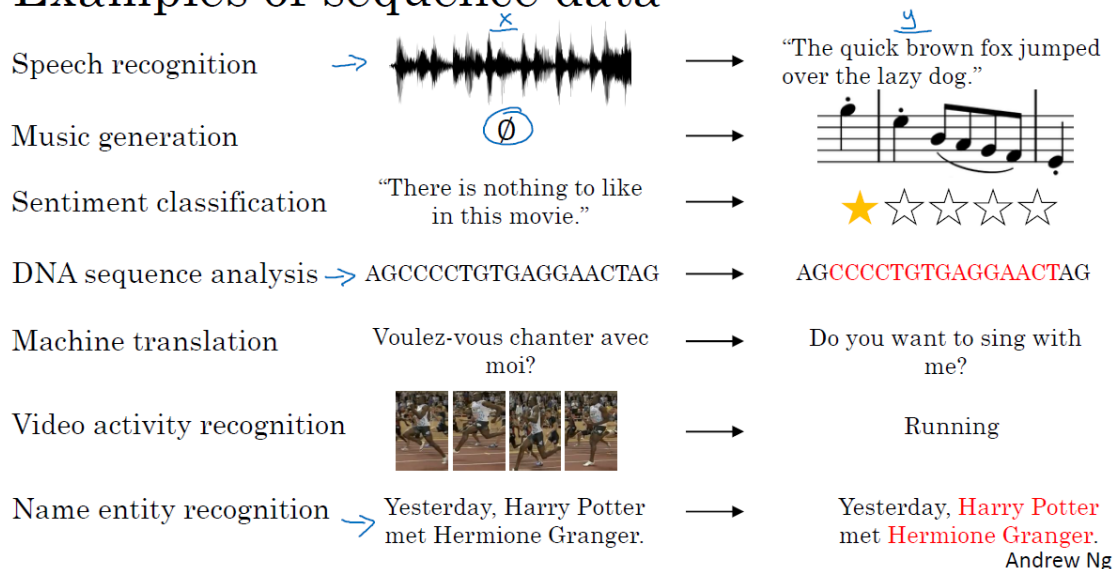 Examples of sequence data
x
y
Speech recognition
“The quick brown fox jumped
over the lazy dog.”
Music generation
∅
Sentiment classification
“There is nothing to like
in this movie.”
DNA sequence analysis
AGCCCCTGTGAGGAACTAG
AGCCCCTGTGAGGAACTAG
Machine translation
Voulez-vous chanter avec
moi?
Do you want to sing with
me?
Video activity recognition
Running
Name entity recognition
Yesterday, Harry Potter
met Hermione Granger.
Yesterday, Harry Potter
met Hermione Granger.
Andrew Ng